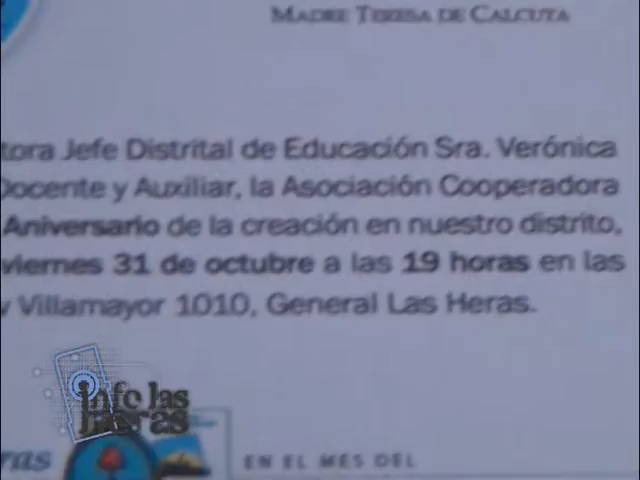 MADRE TERESA DE CALCUTA
tora Jefe Distrital de Educación Sra. Verónica
Docente y Auxiliar, la Asociación Cooperadora
Aniversario de la creación en nuestro distrito,
viernes 31 de octubre a las 19 horas en las
y Villamayor 1010, General Las Heras.
info las
heras
ras
EN EL MES DEL